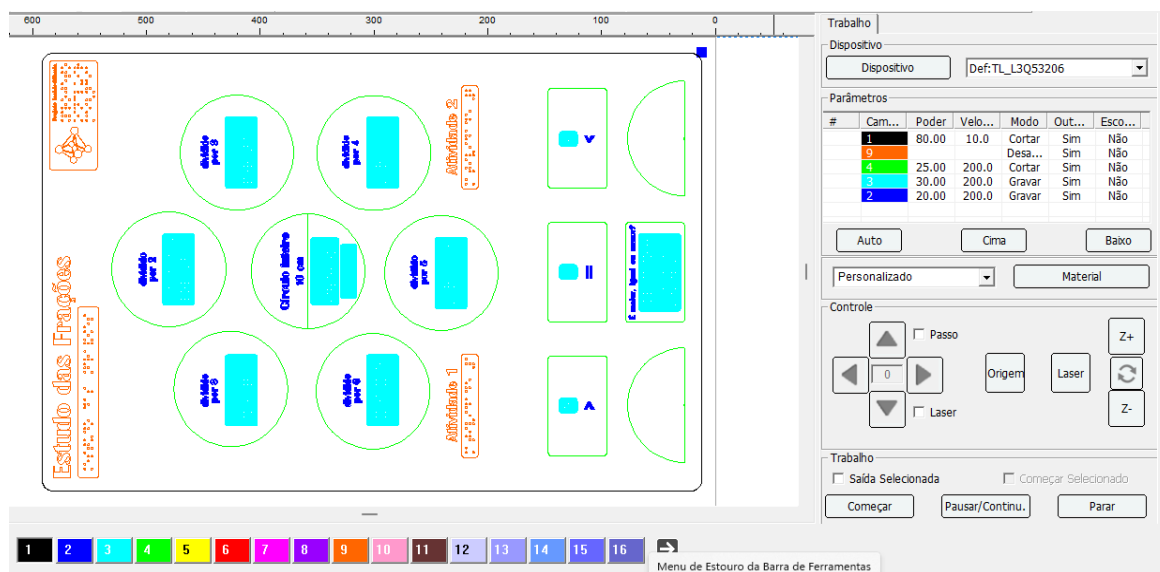 600 500 400 300 200 100 0
Trabalho
Dispositivo
Dispositivo Def:TL_L3Q53206
Parâmetros
# Cam... Poder Velo... Modo Out... Esco...
1 80.00 10.0 Cortar Sim Não
9 Desa... Sim Não
4 25.00 200.0 Cortar Sim Não
3 30.00 200.0 Gravar Sim Não
2 20.00 200.0 Gravar Sim Não
Auto Cima Baixo
Personalizado Material
Controle
Passo
0
Laser
Origem Laser
Z+
Z-
Trabalho
Saída Selecionada Começar Selecionado
Começar Pausar/Continu. Parar
Estudo das Frações
dividido
por 3
dividido
por 4
Atividade 2
dividido
por 2
Círculo inteiro
10 cm
dividido
por 5
É maior, igual ou menor?
dividido
por 8
dividido
por 6
Atividade 1
V
=
V
1 2 3 4 5 6 7 8 9 10 11 12 13 14 15 16
Menu de Estouro da Barra de Ferramentas